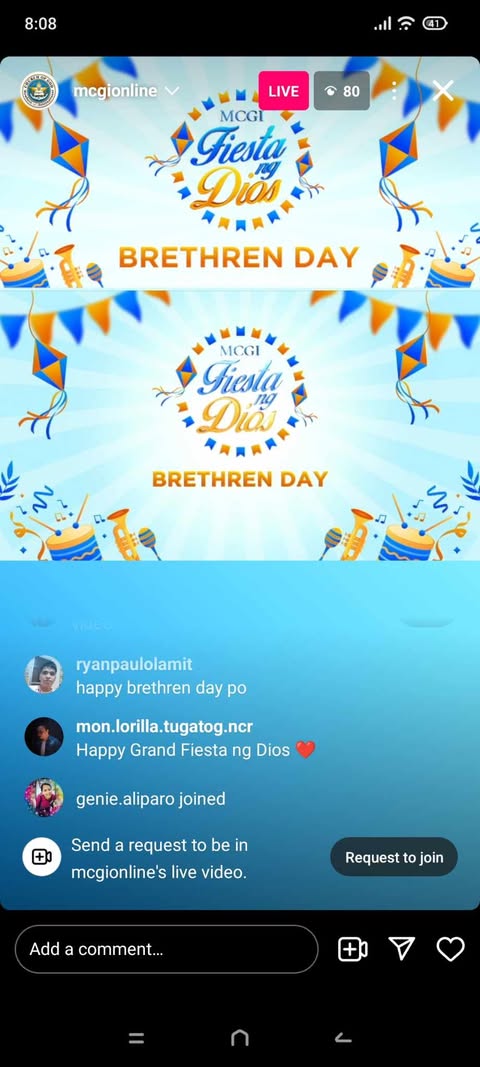 8:08
41
mcgionline
LIVE
80
MCGI
Fiesta
ng
Dios
BRETHREN DAY
MCGI
Fiesta
ng
Dios
BRETHREN DAY
ryanpaulolamit
happy brethren day po
mon.lorilla.tugatog.ncr
Happy Grand Fiesta ng Dios ❤️
genie.aliparo joined
Send a request to be in
mcgionline's live video.
Request to join
Add a comment...